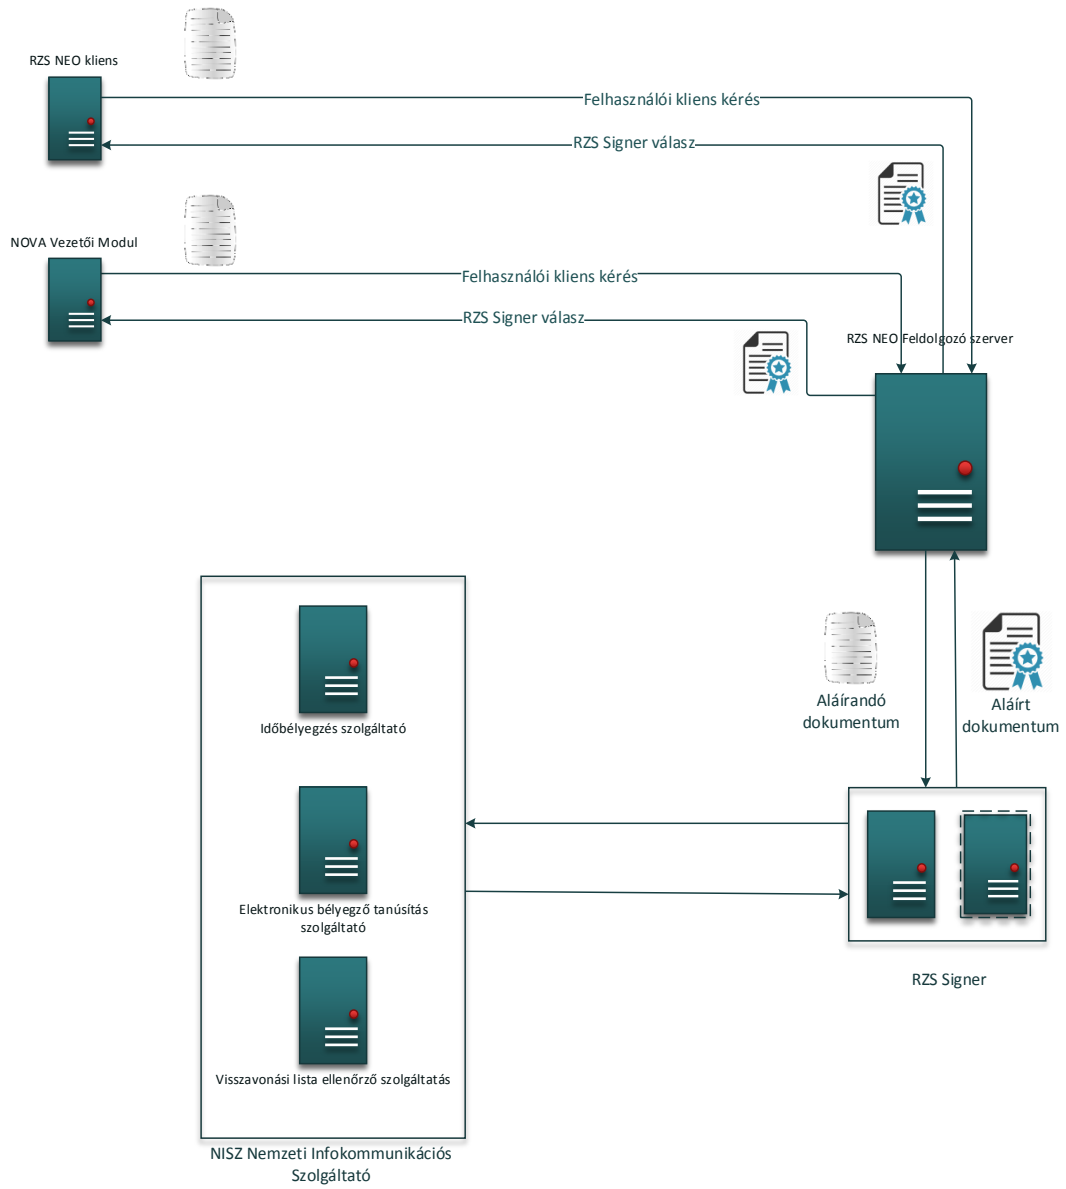 RZS NEO kliens
Felhasználói kliens kérés
RZS Signer válasz
NOVA Vezetői Modul
Felhasználói kliens kérés
RZS Signer válasz
RZS NEO Feldolgozó szerver
Aláírandó
dokumentum
Aláírt
dokumentum
Időbélyegzés szolgáltató
Elektronikus bélyegző tanúsítás
szolgáltató
RZS Signer
Visszavonási lista ellenőrző szolgáltatás
NISZ Nemzeti Infokommunikációs
Szolgáltató